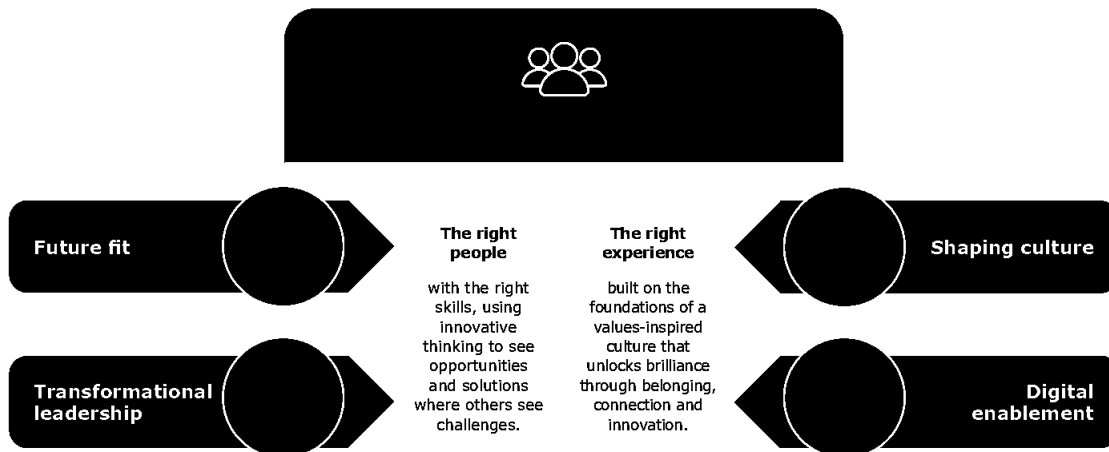 Future fit
Transformational
leadership
The right
people
with the right
skills, using
innovative
thinking to see
opportunities
and solutions
where others see
challenges.
The right
experience
built on the
foundations of a
values-inspired
culture that
unlocks brilliance
through belonging,
connection and
innovation.
Shaping culture
Digital
enablement